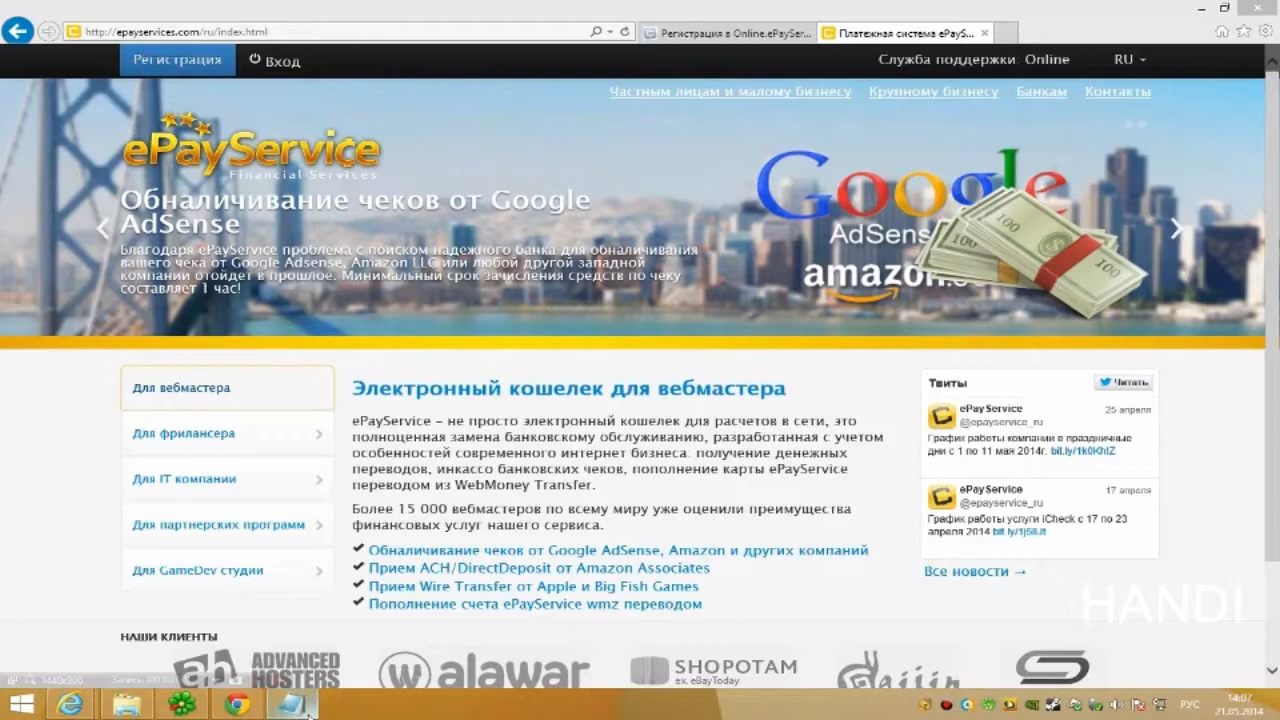 http://epayservices.com/ru/index.html
Регистрация в Online.ePaySer...
Платежная система ePayS...
Регистрация
Вход
Служба поддержки: Online
RU
Частным лицам и малому бизнесу
Крупному бизнесу
Банкам
Контакты
ePayService
Financial Services
Обналичивание чеков от Google
AdSense
Благодаря ePayService проблема с поиском надежного банка для обналичивания
вашего чека от Google Adsense, Amazon LLC или любой другой западной
компании отойдет в прошлое. Минимальный срок зачисления средств по чеку
составляет 1 час!
Google
AdSens
amazon
100
100
100
Для вебмастера
Для фрилансера
Для IT компании
Для партнерских программ
Для GameDev студии
Электронный кошелек для вебмастера
ePayService – не просто электронный кошелек для расчетов в сети, это
полноценная замена банковскому обслуживанию, разработанная с учетом
особенностей современного интернет бизнеса. получение денежных
переводов, инкассо банковских чеков, пополнение карты ePayService
переводом из WebMoney Transfer.
Более 15 000 вебмастеров по всему миру уже оценили преимущества
финансовых услуг нашего сервиса.
Обналичивание чеков от Google AdSense, Amazon и других компаний
Прием ACH/DirectDeposit от Amazon Associates
Прием Wire Transfer от Apple и Big Fish Games
Пополнение счета ePayService wmz переводом
Твиты
Читать
ePayService
25 апреля
@epayservice_ru
График работы компании в праздничные
дни с 1 по 11 мая 2014г.
ePayService
17 апреля
@epayservice_ru
График работы услуги iCheck с 17 по 23
апреля 2014
Все новости →
HANDI
НАШИ КЛИЕНТЫ
ADVANCED
HOSTERS
alawar
SHOPOTAM
ex. eBayToday
1440x900
РУС
14:07
21.05.2014